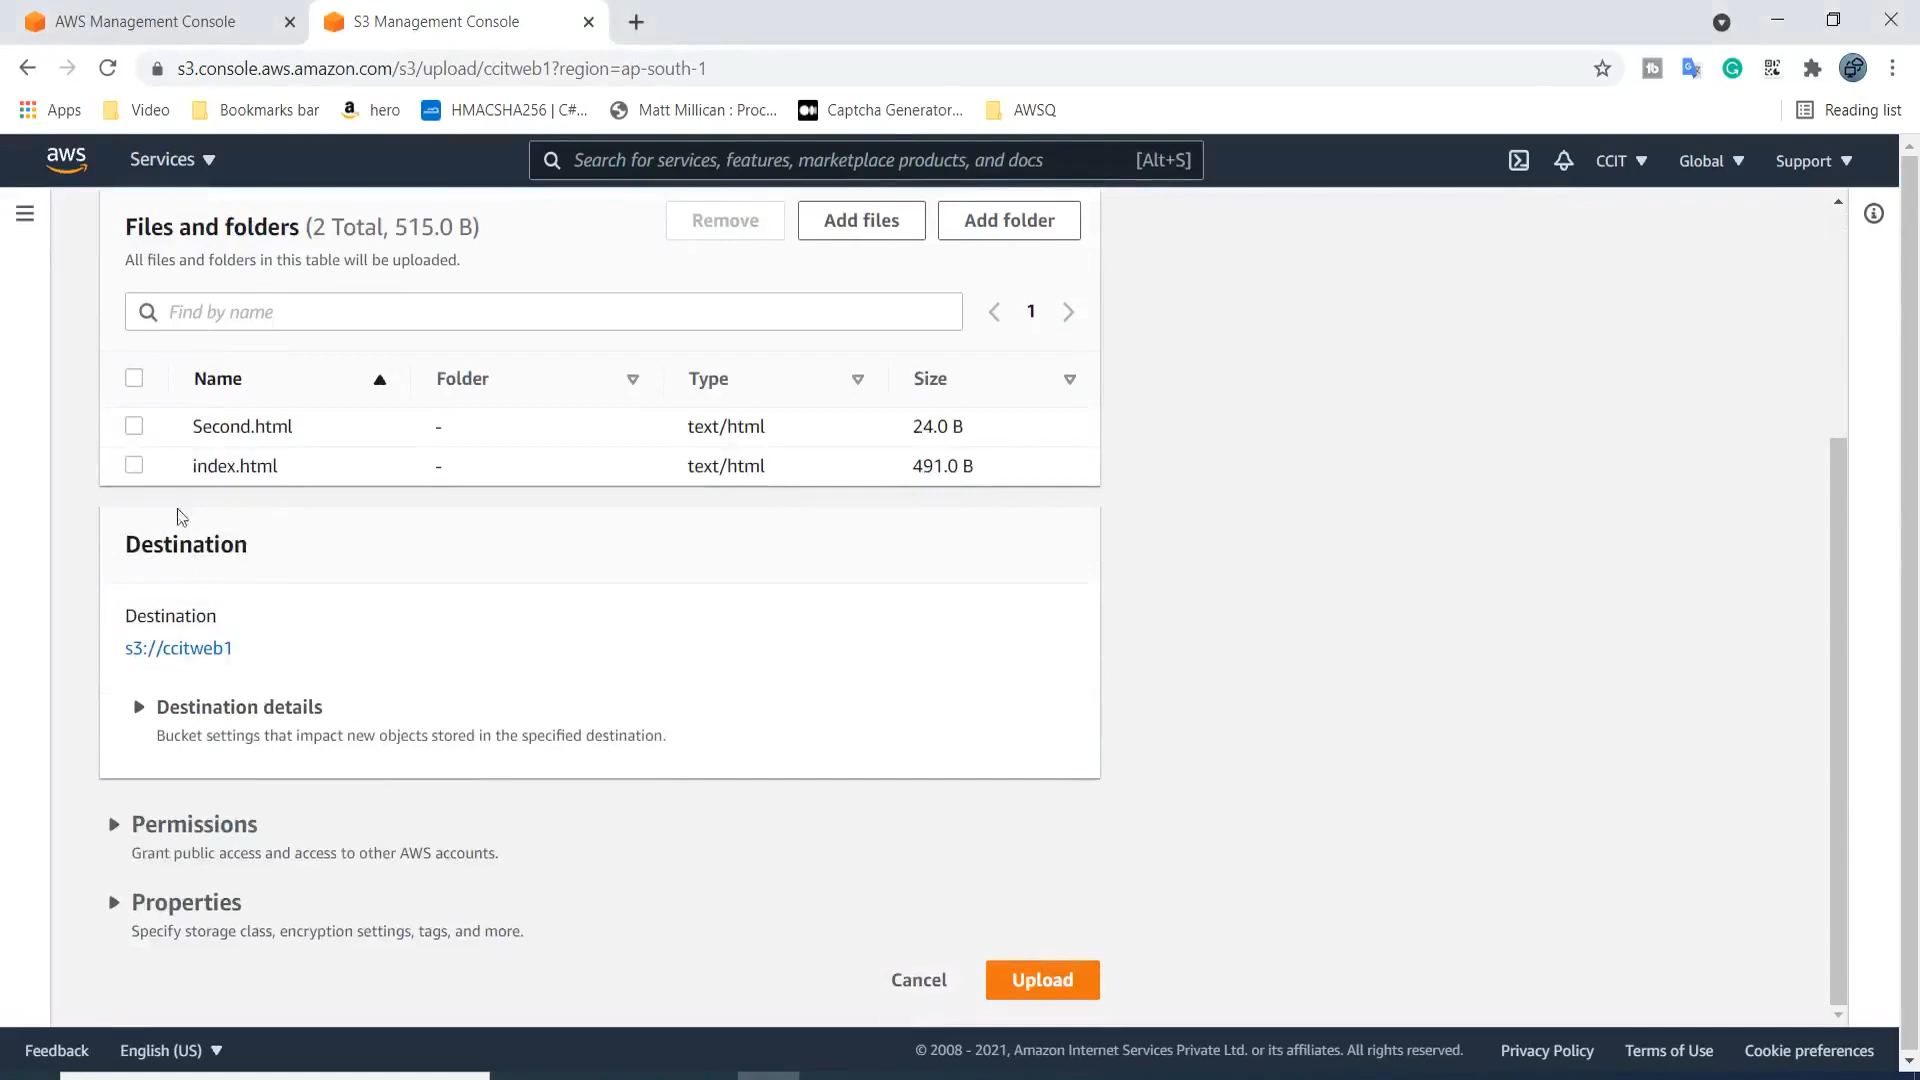 AWS Management Console
S3 Management Console
s3.console.aws.amazon.com/s3/upload/ccitweb1?region=ap-south-1
Apps Video Bookmarks bar hero HMACSHA256 | C#... Matt Millican : Proc... Captcha Generator... AWSQ Reading list
aws Services Search for services, features, marketplace products, and docs [Alt+S] CCIT Global Support
Files and folders (2 Total, 515.0 B) Remove Add files Add folder
All files and folders in this table will be uploaded.
Find by name 1
Name Folder Type Size
Second.html - text/html 24.0 B
index.html - text/html 491.0 B
Destination
Destination
s3://ccitweb1
Destination details
Bucket settings that impact new objects stored in the specified destination.
Permissions
Grant public access and access to other AWS accounts.
Properties
Specify storage class, encryption settings, tags, and more.
Cancel Upload
Feedback English (US) © 2008 - 2021, Amazon Internet Services Private Ltd. or its affiliates. All rights reserved. Privacy Policy Terms of Use Cookie preferences